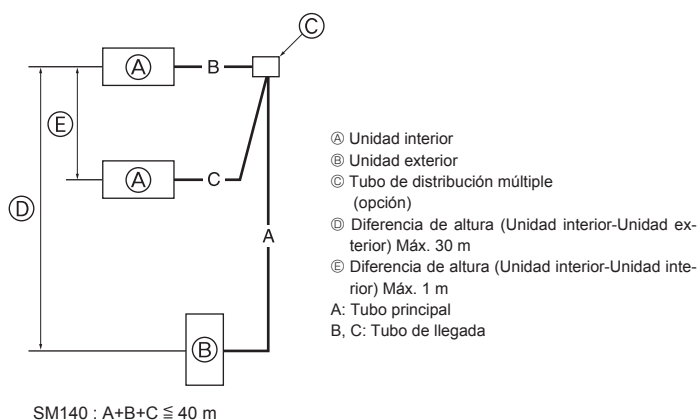 Ⓒ
Ⓐ
B
Ⓔ
Ⓐ
C
Ⓓ
A
Ⓑ
Ⓐ Unidad interior
Ⓑ Unidad exterior
Ⓒ Tubo de distribución múltiple
(opción)
Ⓓ Diferencia de altura (Unidad interior-Unidad ex-
terior) Máx. 30 m
Ⓔ Diferencia de altura (Unidad interior-Unidad inte-
rior) Máx. 1 m
A: Tubo principal
B, C: Tubo de llegada
SM140 : A+B+C ≦ 40 m